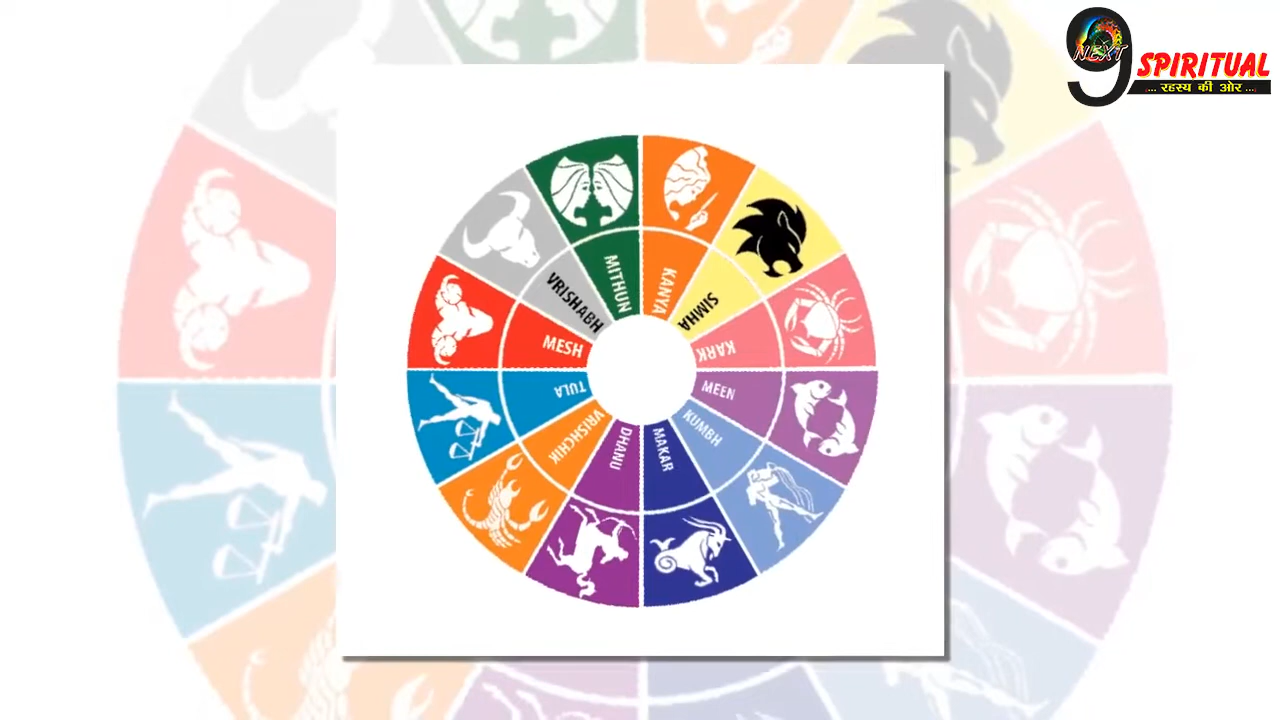 NEXT
9 SPIRITUAL
... रहस्य की ओर ...
MITHUN
KANYA
VRISHABH
SIMHA
MESH
KARK
TULA
MEEN
VRISHCHIK
KUMBH
DHANU
MAKAR